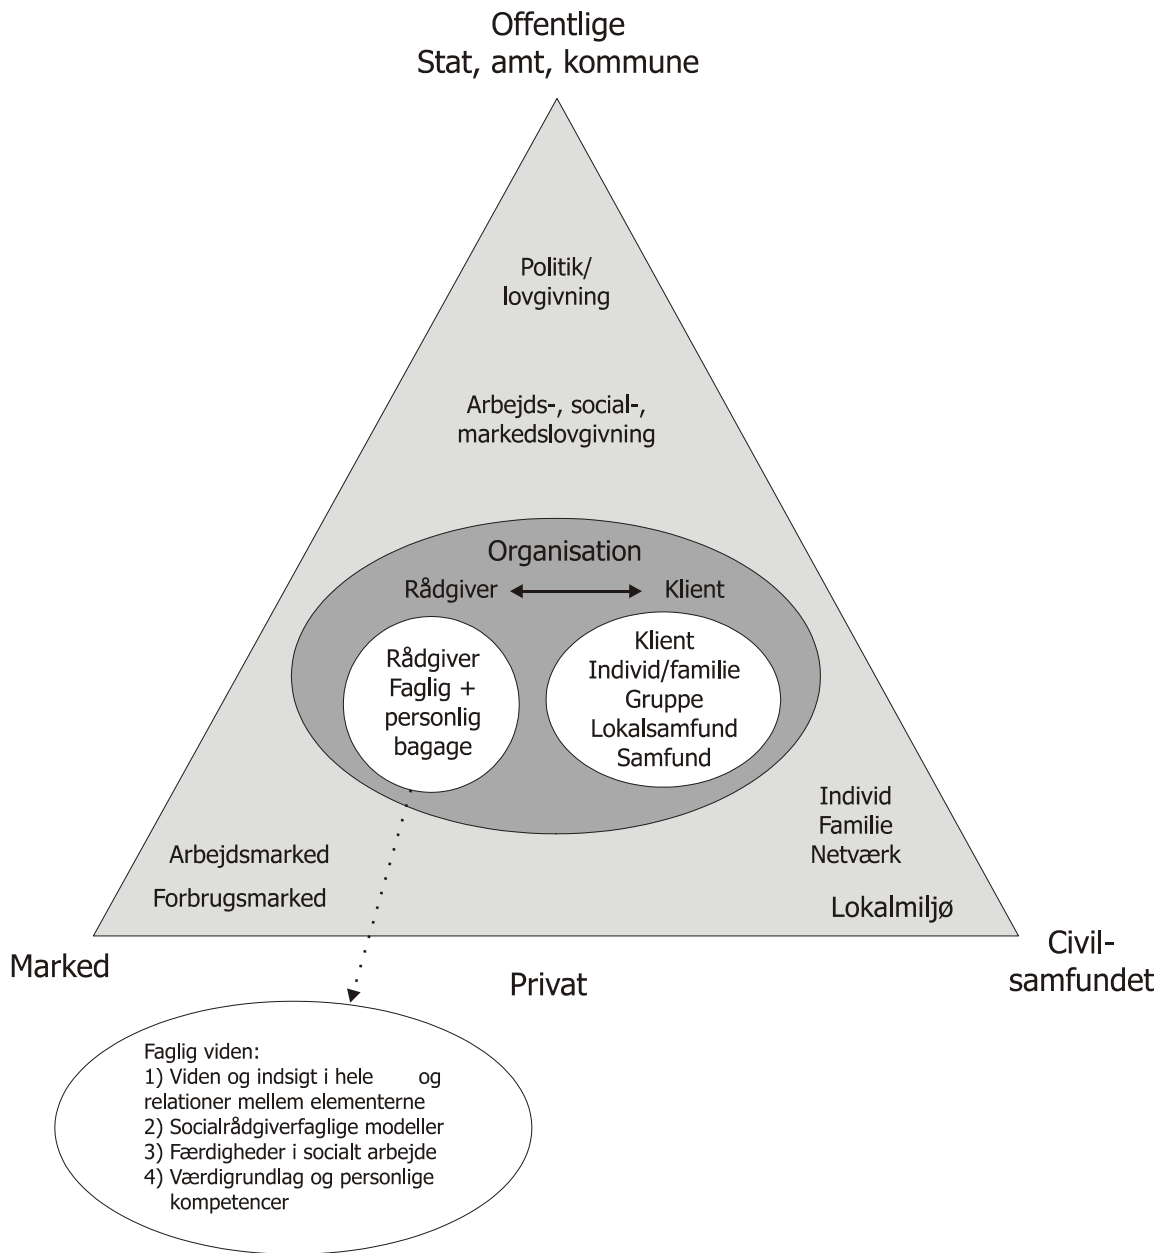 Offentlige
Stat, amt, kommune
Politik/
lovgivning
Arbejds-, social-,
markedslovgivning
Organisation
Rådgiver
Klient
Rådgiver
Faglig +
personlig
bagage
Klient
Individ/familie
Gruppe
Lokalsamfund
Samfund
Individ
Familie
Netværk
Lokalmiljø
Arbejdsmarked
Forbrugsmarked
Marked
Privat
Civil-
samfundet
Faglig viden:
1) Viden og indsigt i hele og
relationer mellem elementerne
2) Socialrådgiverfaglige modeller
3) Færdigheder i socialt arbejde
4) Værdigrundlag og personlige
kompetencer